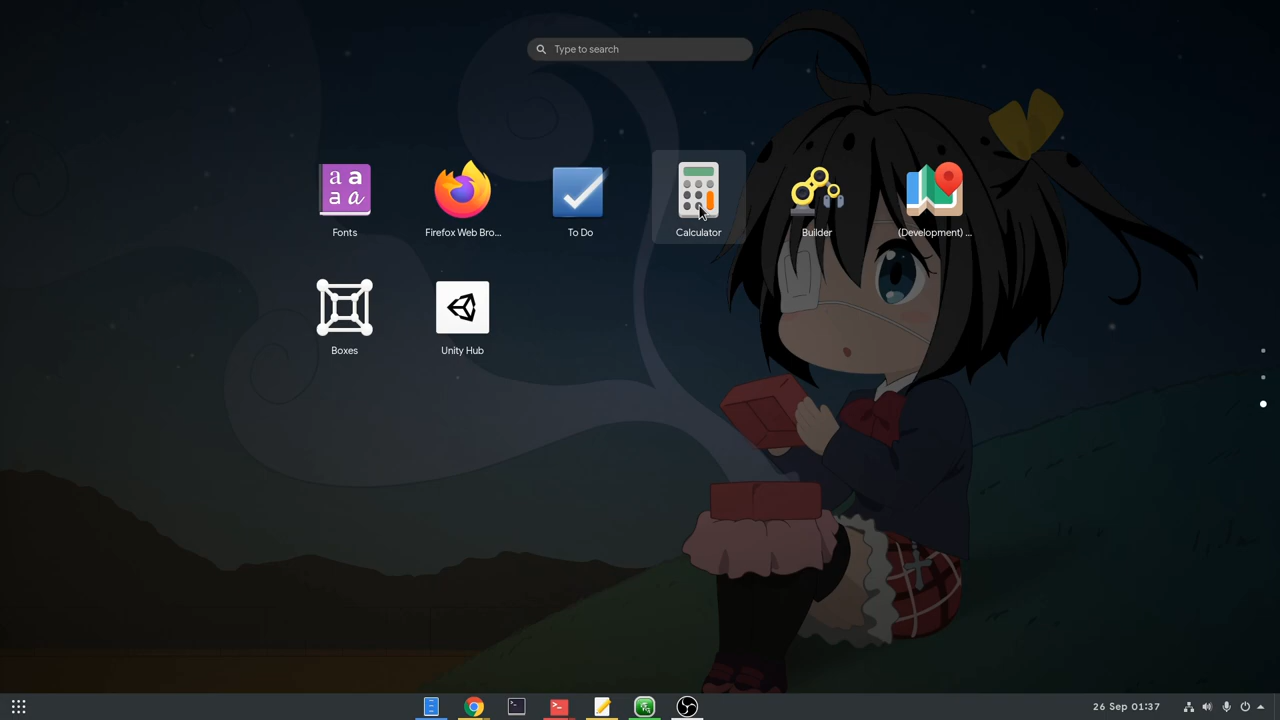 Type to search
Fonts
Firefox Web Bro...
To Do
Calculator
Builder
(Development) ...
Boxes
Unity Hub
26 Sep 01:37